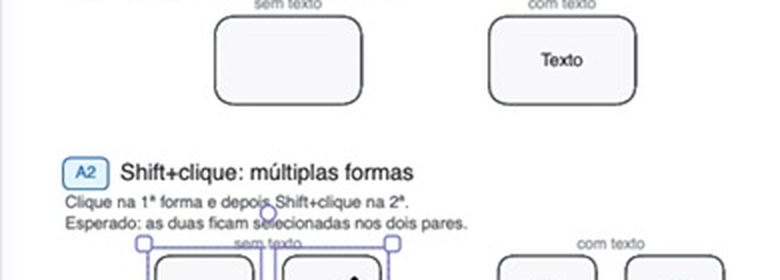 sem texto
com texto
Texto
A2 Shift+clique: múltiplas formas
Clique na 1ª forma e depois Shift+clique na 2ª.
Esperado: as duas ficam selecionadas nos dois pares.
sem texto
com texto